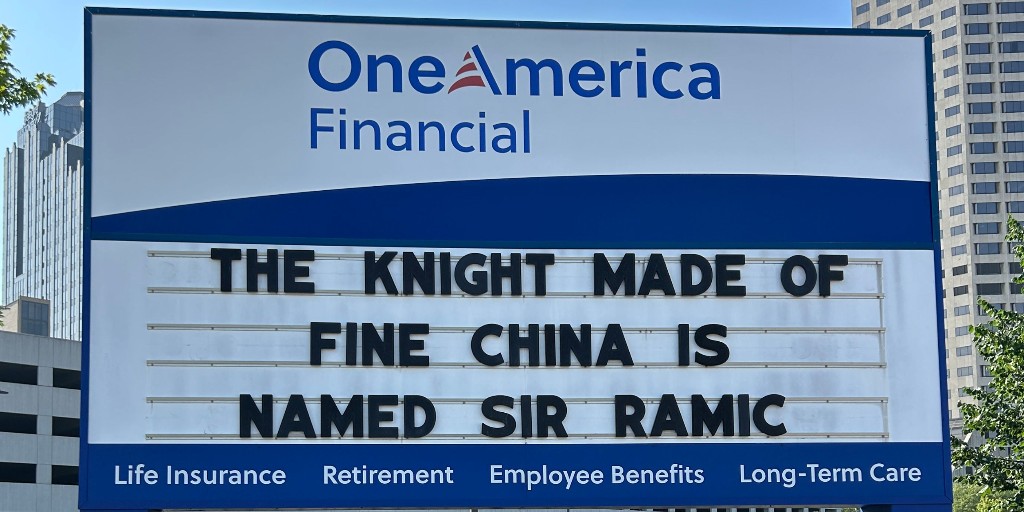 OneAmerica
Financial
THE KNIGHT MADE OF
FINE CHINA IS
NAMED SIR RAMIC
Life Insurance Retirement Employee Benefits Long-Term Care